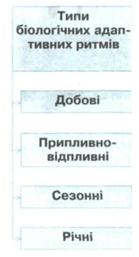 Типи
біологічних адап-
тивних ритмів
Добові
Припливно-
відпливні
Сезонні
Річні